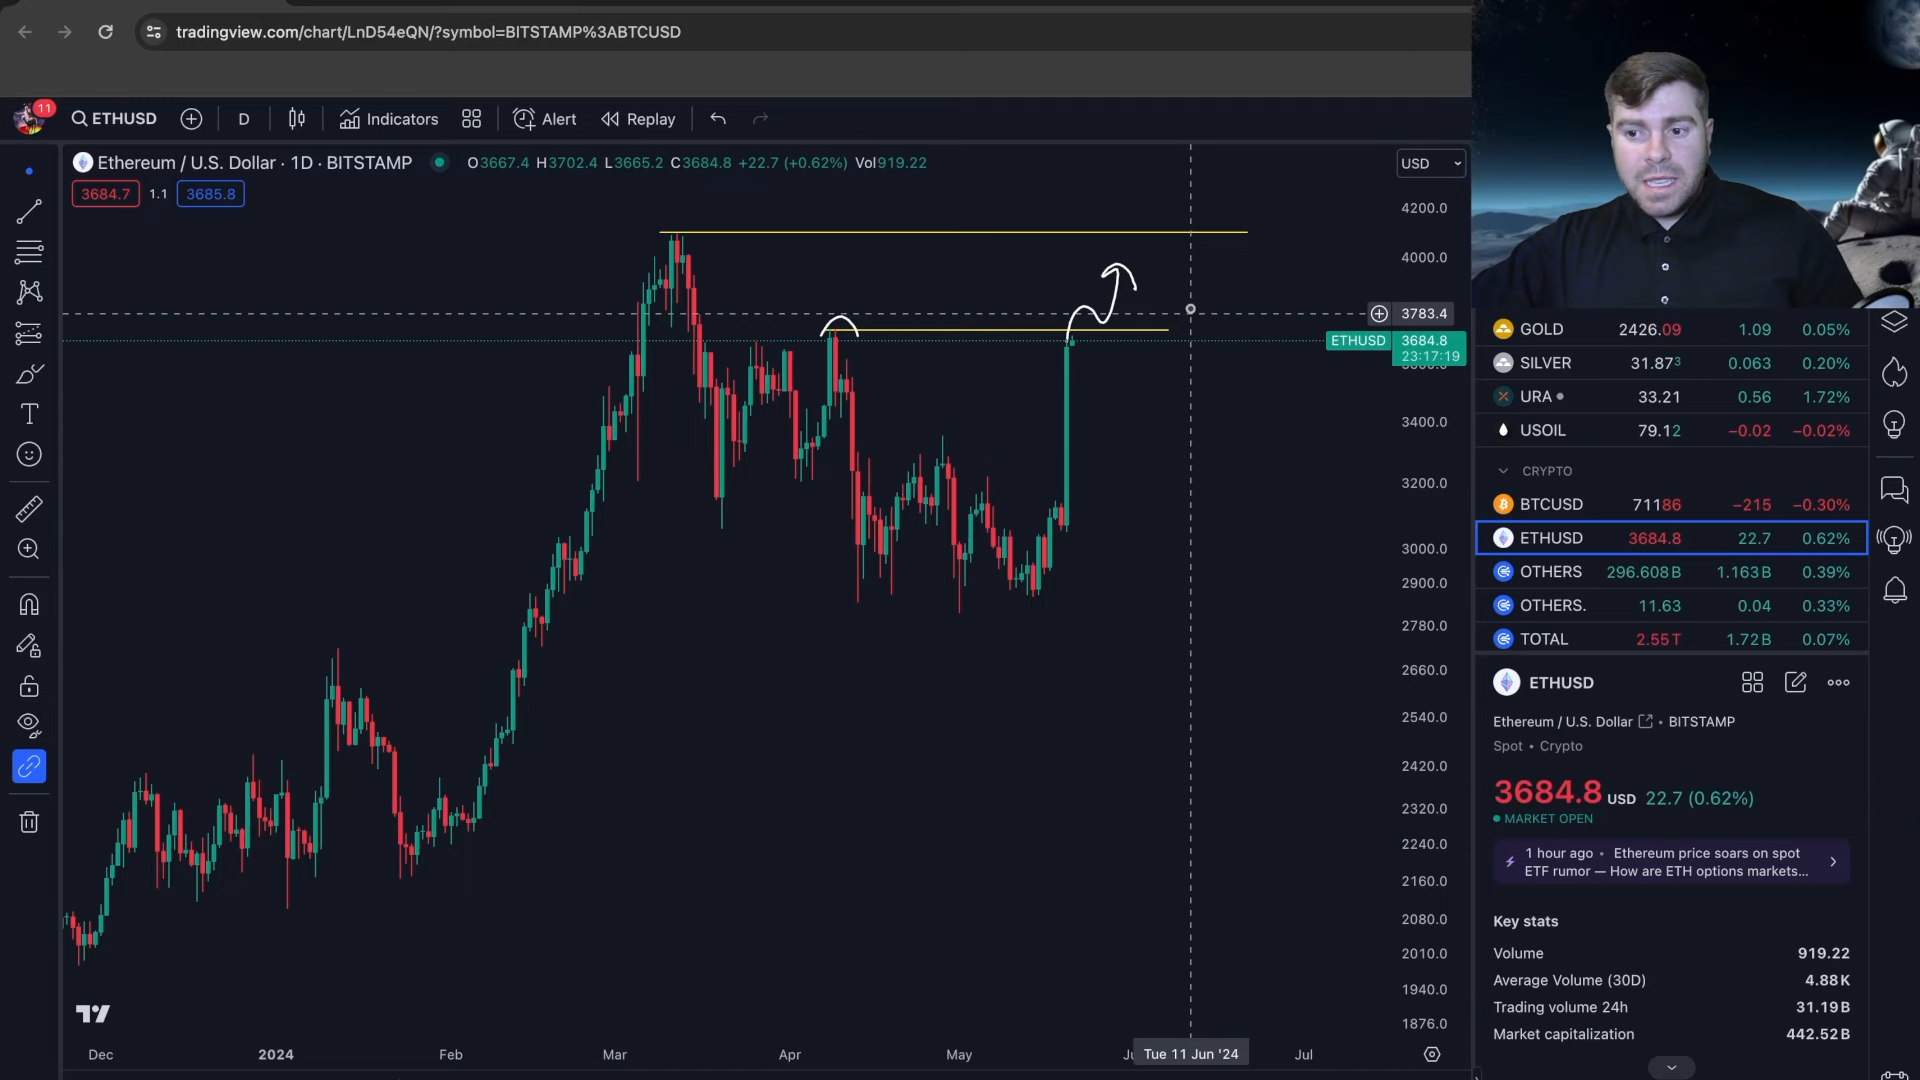 tradingview.com/chart/LnD54eQN/?symbol=BITSTAMP%3ABTCUSD
11 ETHUSD D Indicators Alert Replay
Ethereum / U.S. Dollar · 1D · BITSTAMP O3667.4 H3702.4 L3665.2 C3684.8 +22.7 (+0.62%) Vol919.22 USD
3684.7 1.1 3685.8
4200.0
4000.0
3783.4
ETHUSD 3684.8
23:17:19
3400.0
3200.0
3000.0
2900.0
2780.0
2660.0
2540.0
2420.0
2320.0
2240.0
2160.0
2080.0
2010.0
1940.0
1876.0
Dec 2024 Feb Mar Apr May Tue 11 Jun '24 Jul
GOLD 2426.09 1.09 0.05%
SILVER 31.873 0.063 0.20%
URA 33.21 0.56 1.72%
USOIL 79.12 −0.02 −0.02%
CRYPTO
BTCUSD 71186 −215 −0.30%
ETHUSD 3684.8 22.7 0.62%
OTHERS 296.608B 1.163B 0.39%
OTHERS. 11.63 0.04 0.33%
TOTAL 2.55T 1.72B 0.07%
ETHUSD
Ethereum / U.S. Dollar • BITSTAMP
Spot • Crypto
3684.8 USD 22.7 (0.62%)
MARKET OPEN
1 hour ago • Ethereum price soars on spot
ETF rumor — How are ETH options markets...
Key stats
Volume 919.22
Average Volume (30D) 4.88K
Trading volume 24h 31.19B
Market capitalization 442.52B